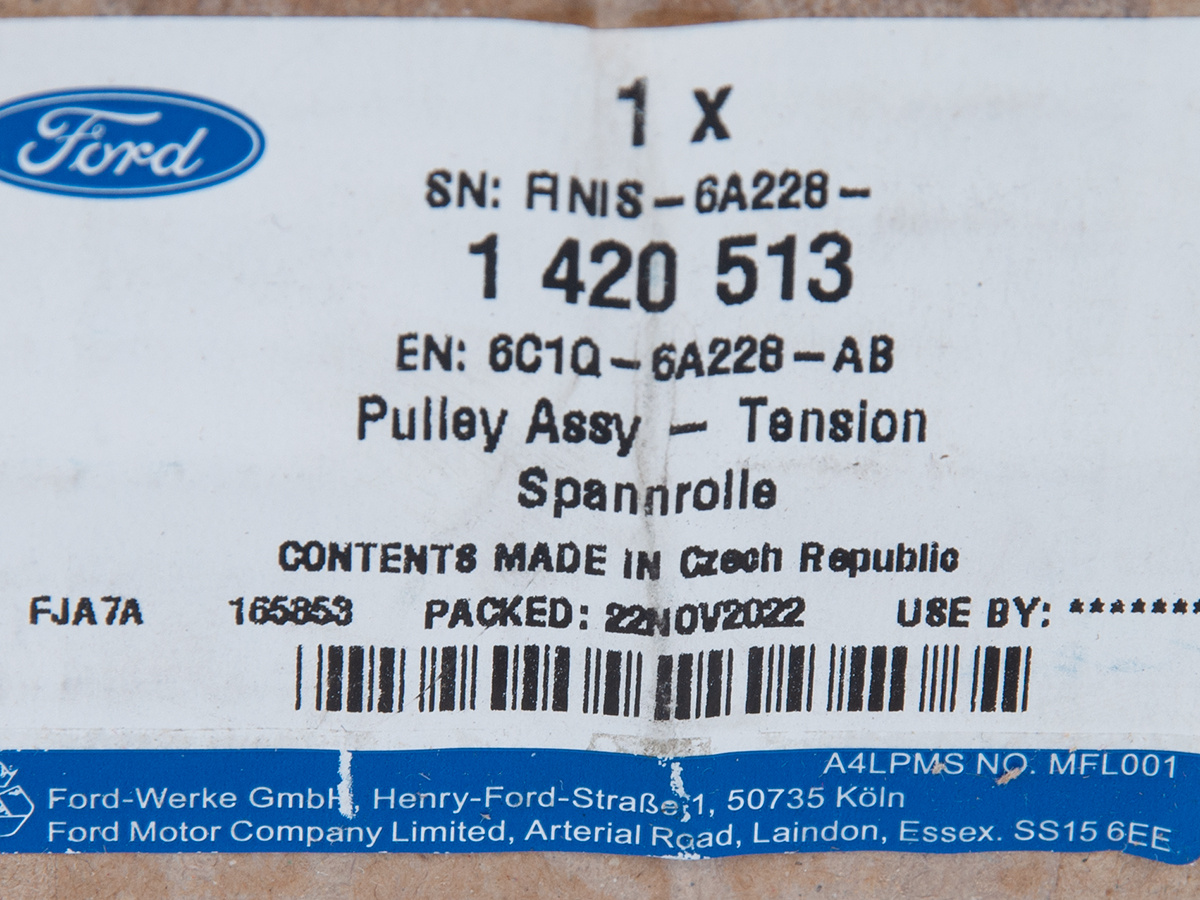 Ford
1 X
SN: FINIS-6A228-
1 420 513
EN: 6C1Q-6A228-AB
Pulley Assy - Tension
Spannrolle
CONTENTS MADE IN Czech Republic
FJA7A 165853 PACKED: 22NOV2022 USE BY: *******
A4LPMS NO. MFL001
Ford-Werke GmbH, Henry-Ford-Straße 1, 50735 Köln
Ford Motor Company Limited, Arterial Road, Laindon, Essex. SS15 6EE